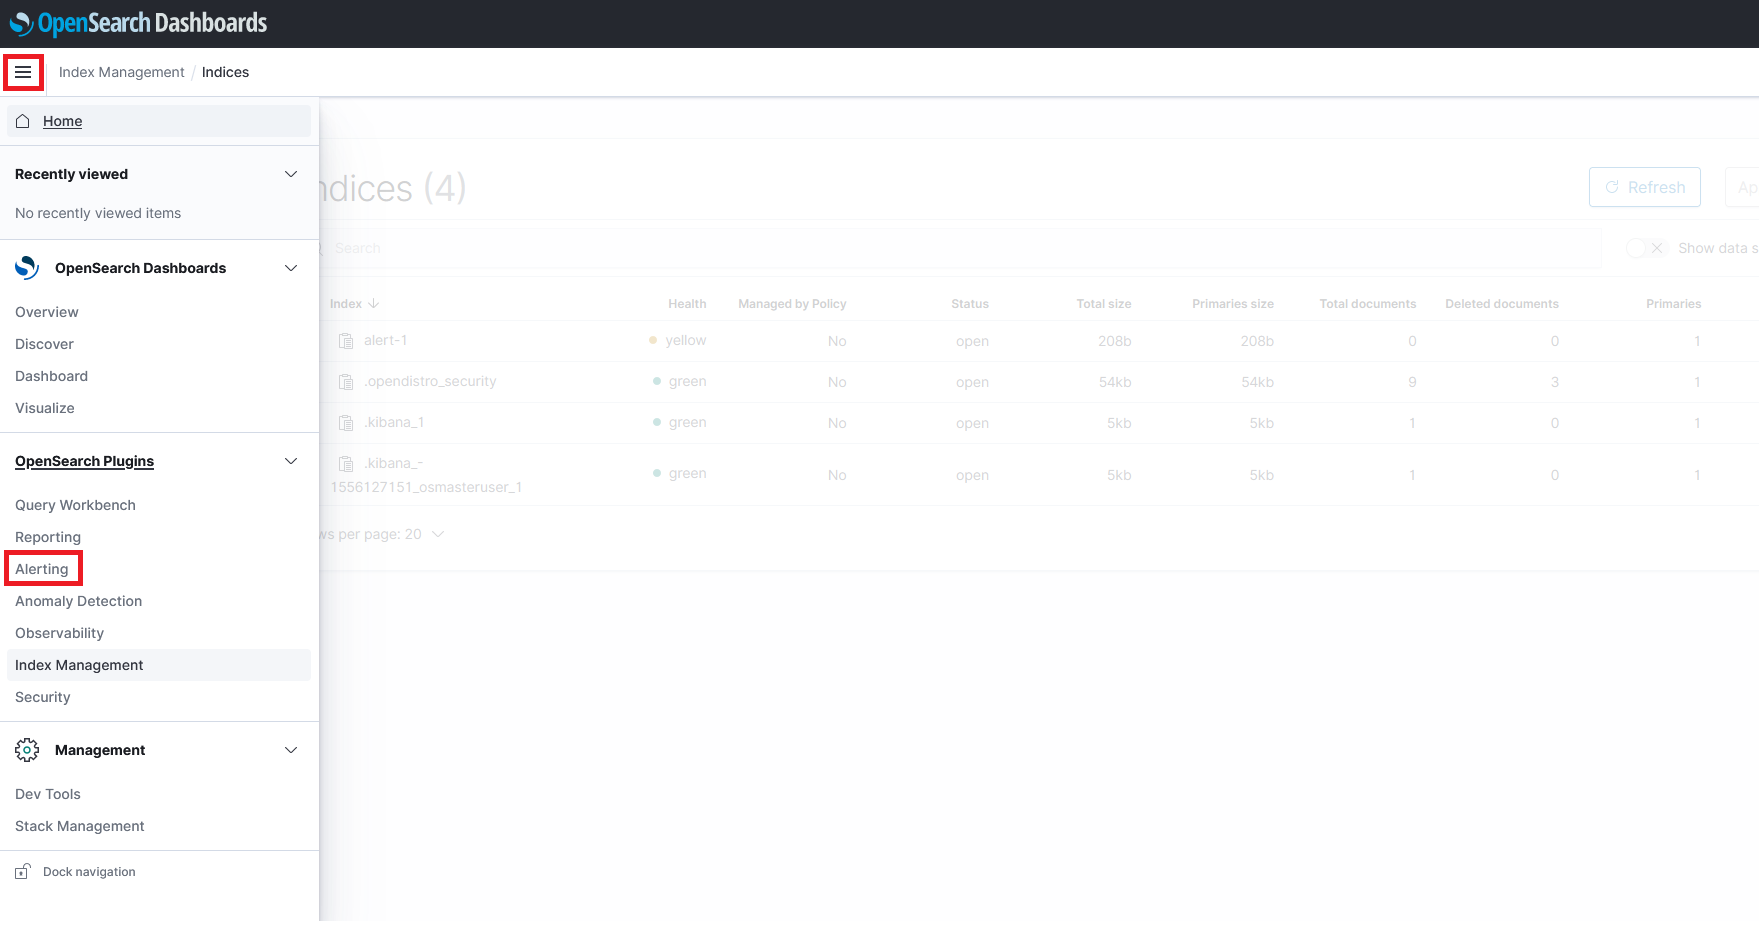 OpenSearch Dashboards
Index Management / Indices
Home
Recently viewed
No recently viewed items
OpenSearch Dashboards
Overview
Discover
Dashboard
Visualize
OpenSearch Plugins
Query Workbench
Reporting
Alerting
Anomaly Detection
Observability
Index Management
Security
Management
Dev Tools
Stack Management
Dock navigation
ndices (4)
Refresh
Ap
Search
Show data s
Index Health Managed by Policy Status Total size Primaries size Total documents Deleted documents Primaries
alert-1 yellow No open 208b 208b 0 0 1
.opendistro_security green No open 54kb 54kb 9 3 1
.kibana_1 green No open 5kb 5kb 1 0 1
.kibana_-
1556127151_osmasteruser_1 green No open 5kb 5kb 1 0 1
ws per page: 20